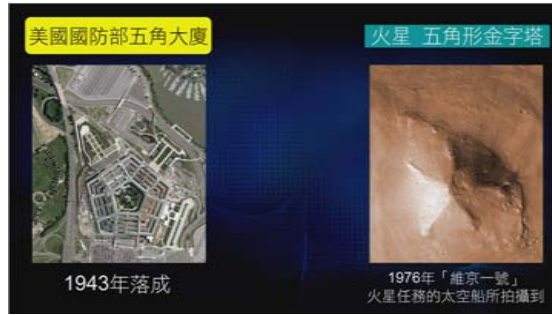 美國國防部五角大廈
火星 五角形金字塔
1943年落成
1976年「維京一號」
火星任務的太空船所拍攝到